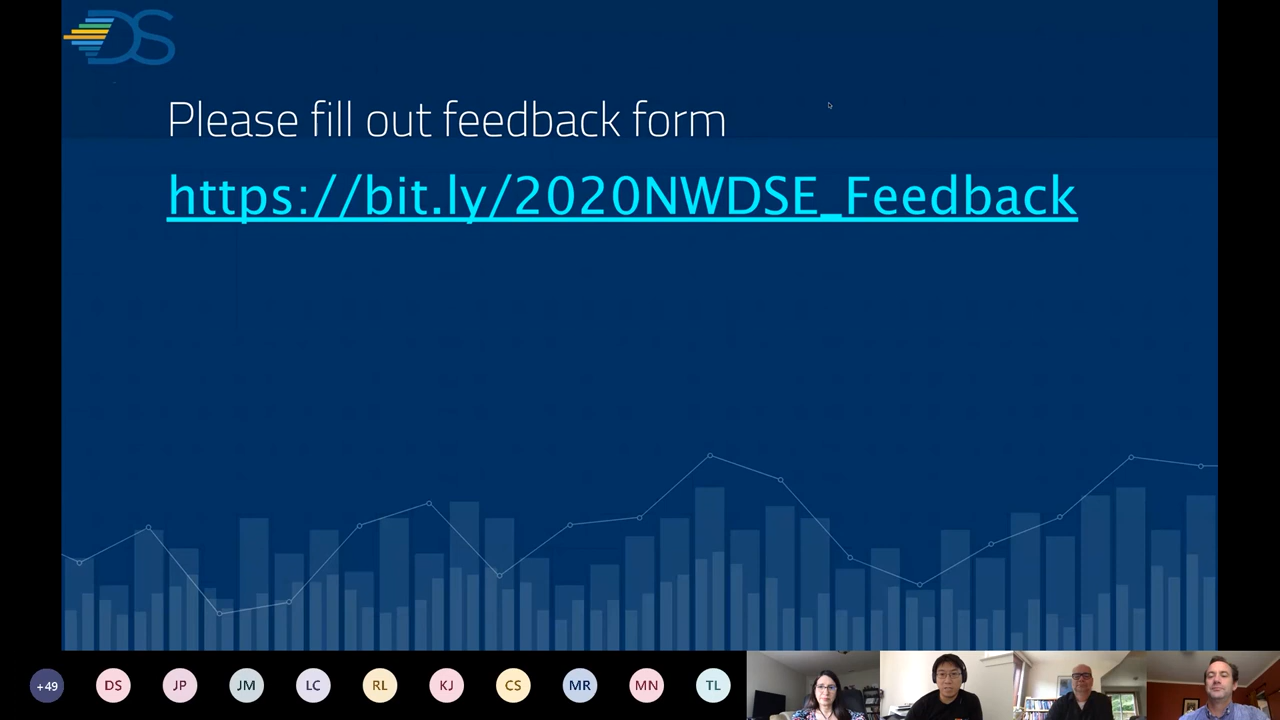 DS
Please fill out feedback form
https://bit.ly/2020NWDSE_Feedback
+49 DS JP JM LC RL KJ CS MR MN TL